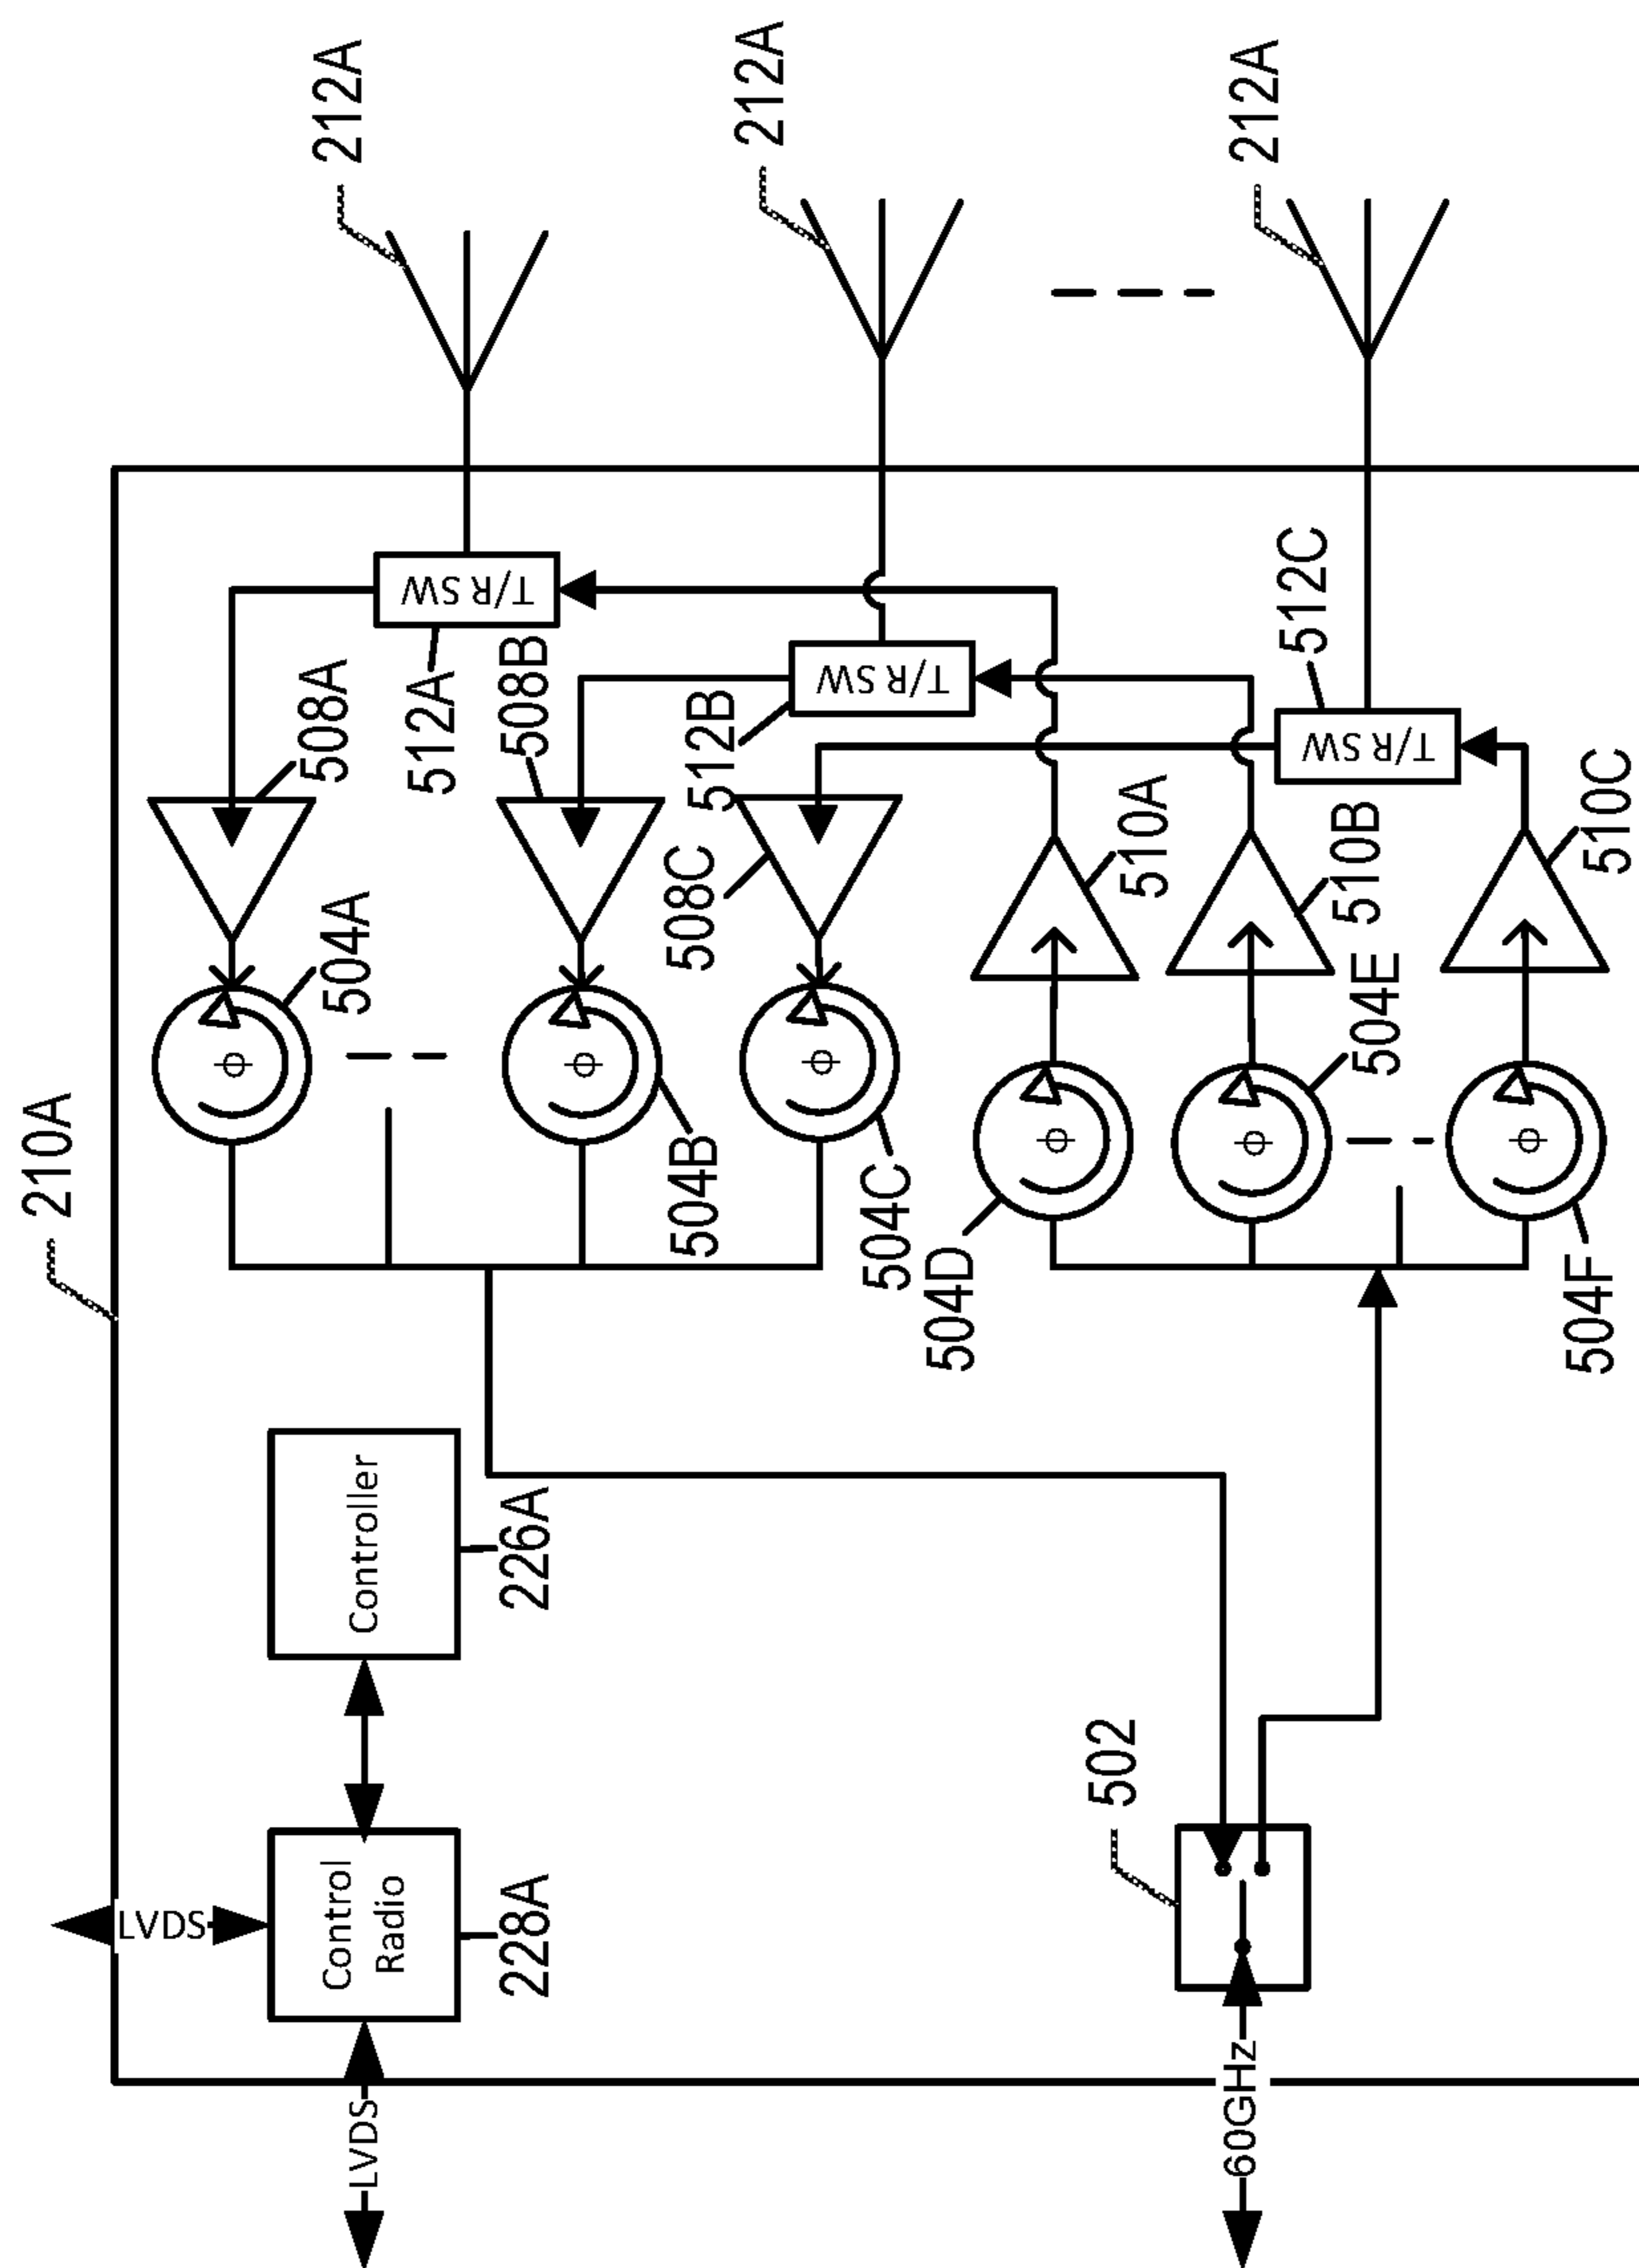 210A
LVDS
LVDS
Control
Radio
228A
Controller
226A
60GHz
502
504A
504B
504C
504D
504E
504F
Φ
Φ
Φ
Φ
Φ
Φ
508A
508B
508C
510A
510B
510C
T/R SW
512A
T/R SW
512B
T/R SW
512C
212A
212A
212A